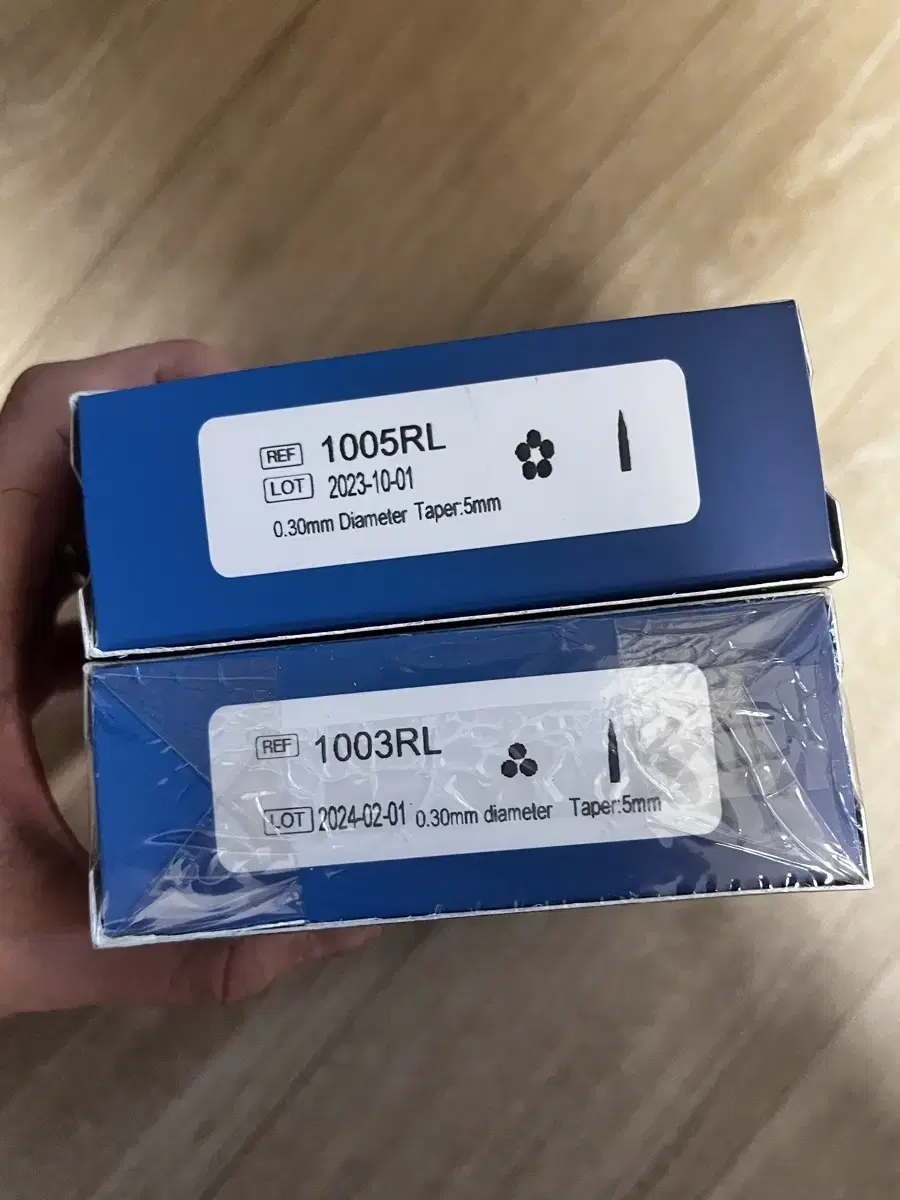 REF 1005RL
LOT 2023-10-01
0.30mm Diameter Taper:5mm
REF 1003RL
LOT 2024-02-01 0.30mm diameter Taper:5mm